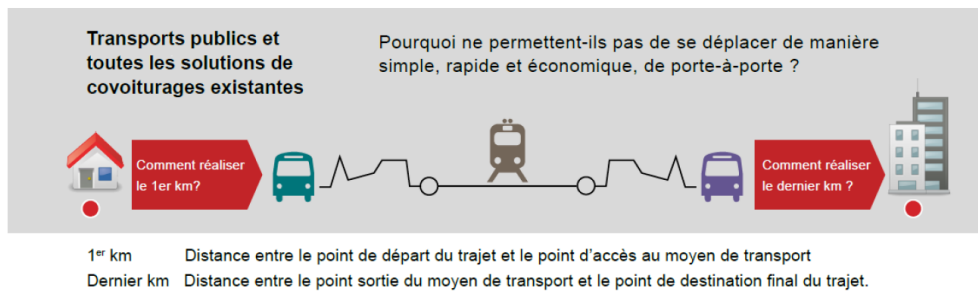 Transports publics et
toutes les solutions de
covoiturages existantes
Pourquoi ne permettent-ils pas de se déplacer de manière
simple, rapide et économique, de porte-à-porte ?
Comment réaliser
le 1er km?
Comment réaliser
le dernier km ?
1er km Distance entre le point de départ du trajet et le point d'accès au moyen de transport
Dernier km Distance entre le point sortie du moyen de transport et le point de destination final du trajet.